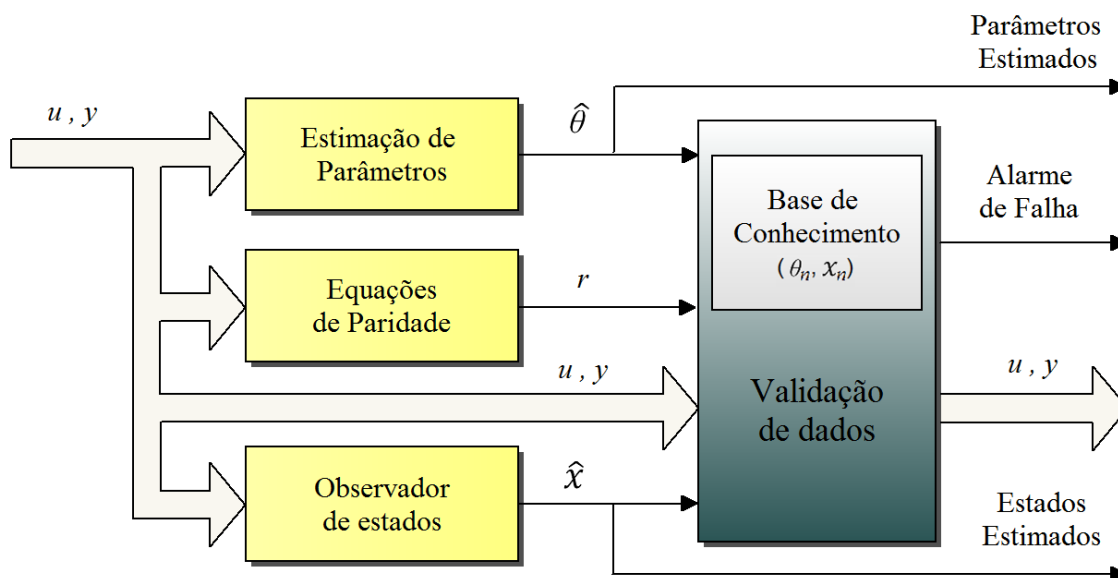 Parâmetros
Estimados
u , y
Estimação de
Parâmetros
θ̂
Base de
Conhecimento
( θn, xn)
Alarme
de Falha
Equações
de Paridade
r
u , y
Validação
de dados
u , y
Observador
de estados
x̂
Estados
Estimados